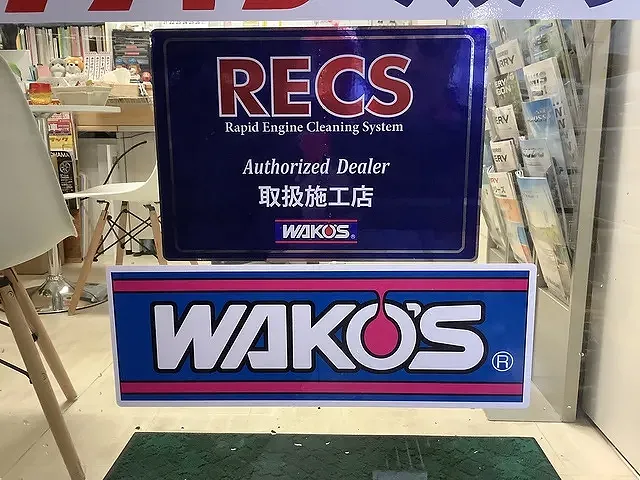 RECS
Rapid Engine Cleaning System
Authorized Dealer
取扱施工店
WAKO'S®
WAKO'S®